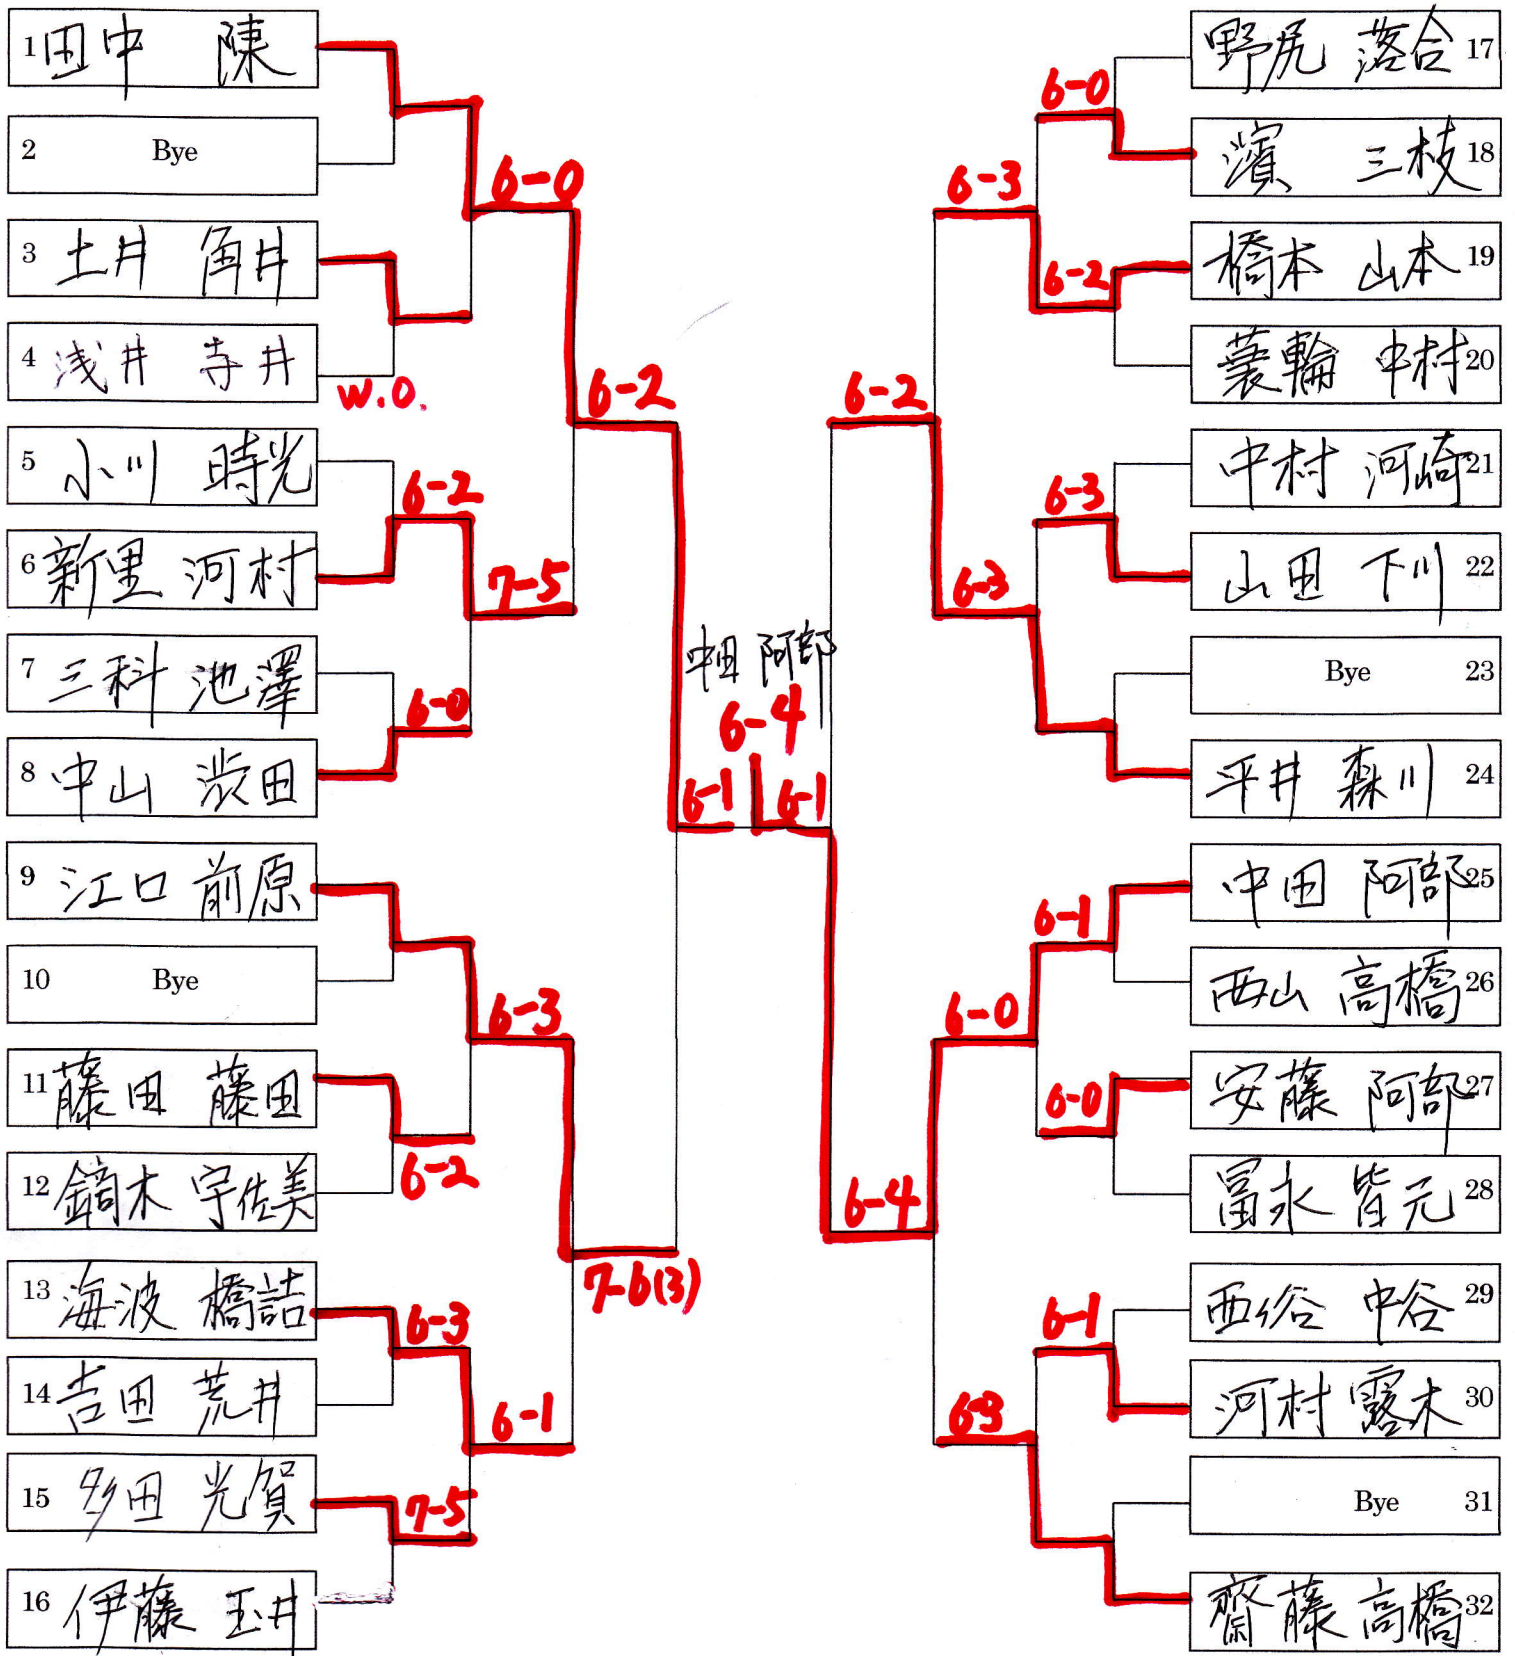 1 田中 陳
2 Bye
3 土井 角井
4 浅井 寺井
W.O.
5 小川 時光
6 新里 河村
7 三科 池澤
8 中山 渋田
9 江口 前原
10 Bye
11 藤田 藤田
12 鏑木 宇佐美
13 海波 橋詰
14 吉田 荒井
15 多田 光賀
16 伊藤 玉井
6-2
6-0
6-2
6-3
7-5
6-0
7-5
6-3
6-1
6-2
7-6(3)
6-1
中田 阿部
6-4
6-1
6-2
6-4
6-3
6-3
6-0
6-3
6-0
6-2
6-3
6-1
6-0
6-1
野尻 落合 17
濱 三枝 18
橋本 山本 19
蓑輪 中村 20
中村 河崎 21
山田 下川 22
Bye 23
平井 森川 24
中田 阿部 25
西山 高橋 26
安藤 阿部 27
冨永 皆元 28
中谷 29
河村 露木 30
Bye 31
齋藤 高橋 32